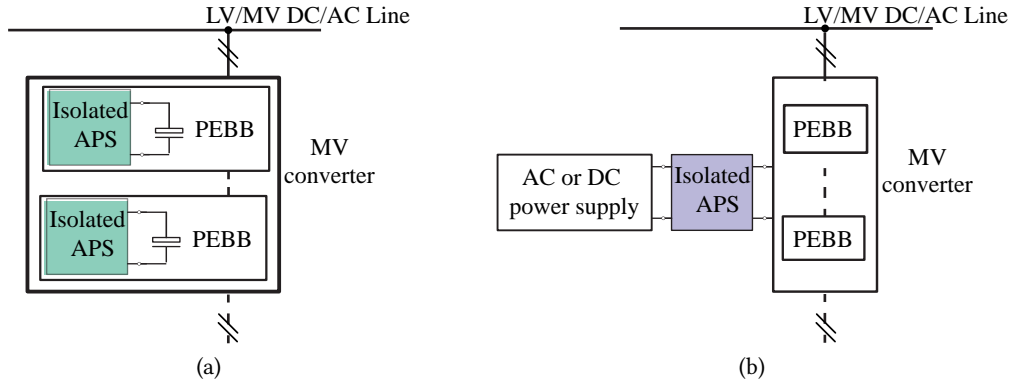 LV/MV DC/AC Line
Isolated
APS
PEBB
MV
converter
Isolated
APS
PEBB
(a)
LV/MV DC/AC Line
PEBB
AC or DC
power supply
Isolated
APS
MV
converter
PEBB
(b)